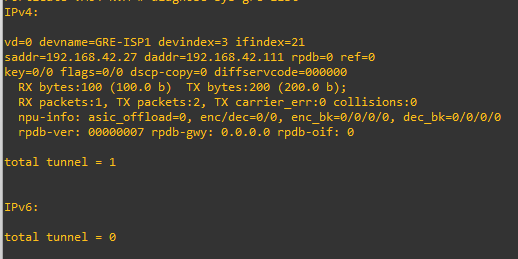 IPv4:
vd=0 devname=GRE-ISP1 devindex=3 ifindex=21
saddr=192.168.42.27 daddr=192.168.42.111 rpdb=0 ref=0
key=0/0 flags=0/0 dscp-copy=0 diffservcode=000000
RX bytes:100 (100.0 b)  TX bytes:200 (200.0 b);
RX packets:1, TX packets:2, TX carrier_err:0 collisions:0
npu-info: asic_offload=0, enc/dec=0/0, enc_bk=0/0/0/0, dec_bk=0/0/0/0
rpdb-ver: 00000007 rpdb-gwy: 0.0.0.0 rpdb-oif: 0
total tunnel = 1
IPv6:
total tunnel = 0